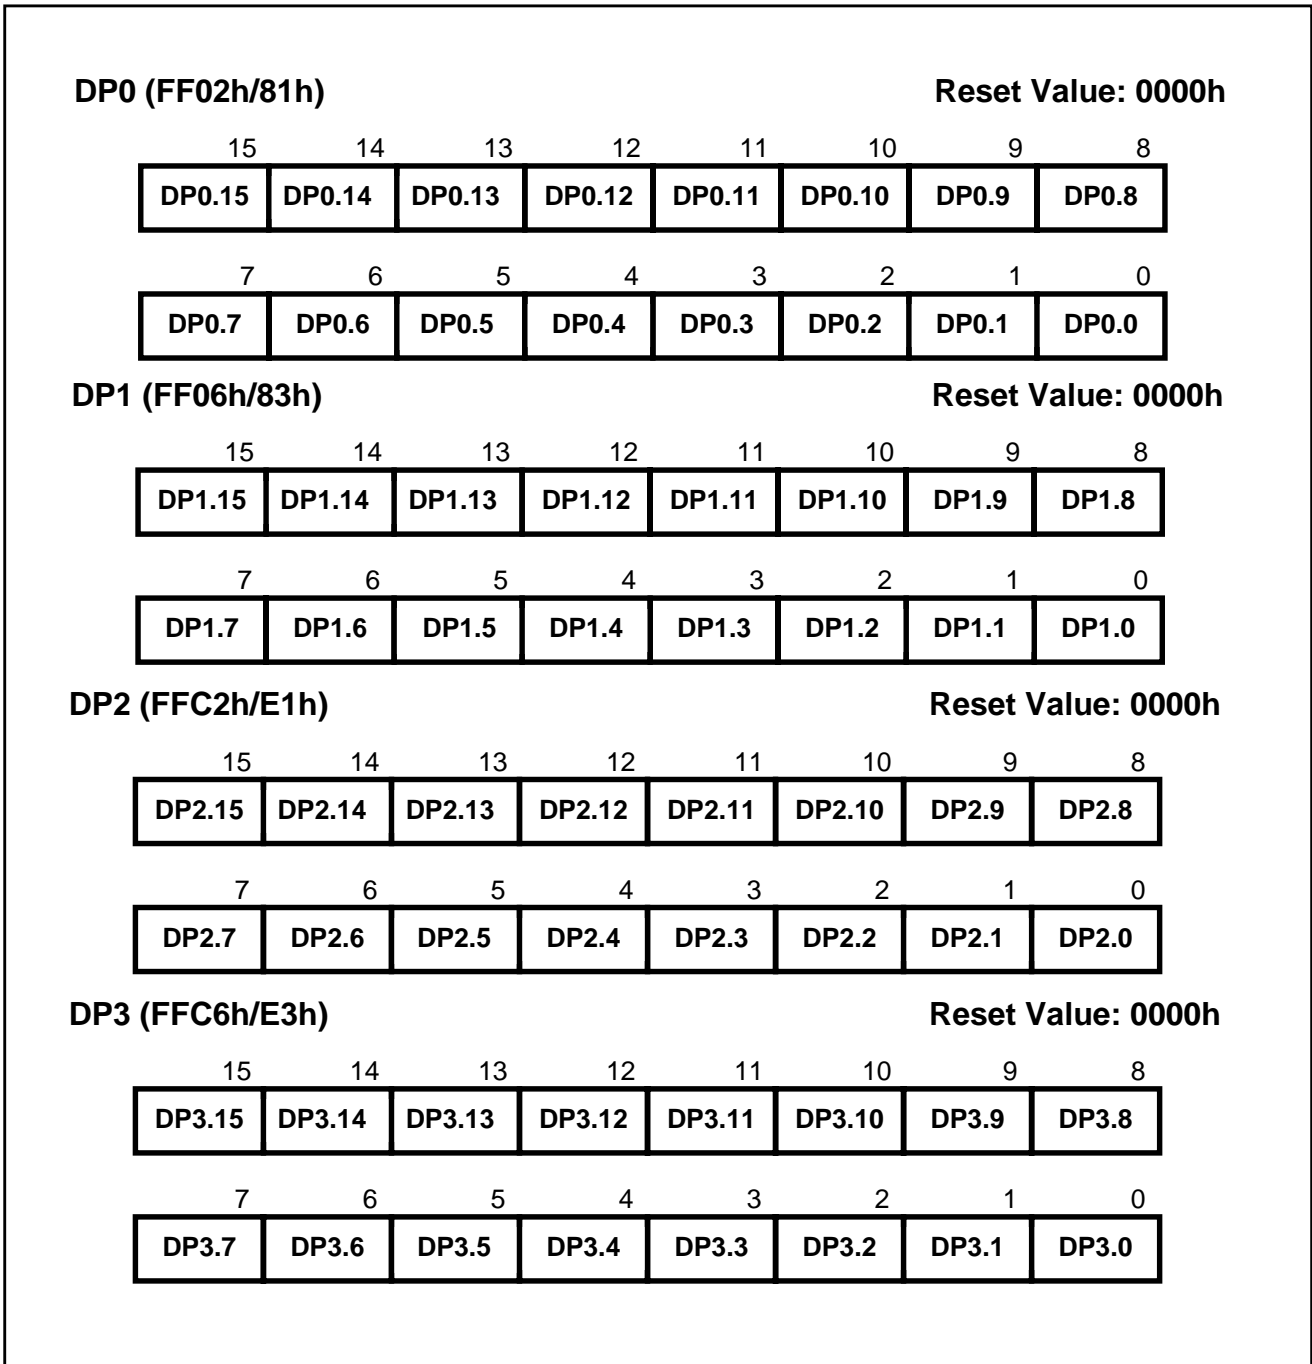 DP0 (FF02h/81h) Reset Value: 0000h
15 14 13 12 11 10 9 8
DP0.15 DP0.14 DP0.13 DP0.12 DP0.11 DP0.10 DP0.9 DP0.8
7 6 5 4 3 2 1 0
DP0.7 DP0.6 DP0.5 DP0.4 DP0.3 DP0.2 DP0.1 DP0.0
DP1 (FF06h/83h) Reset Value: 0000h
15 14 13 12 11 10 9 8
DP1.15 DP1.14 DP1.13 DP1.12 DP1.11 DP1.10 DP1.9 DP1.8
7 6 5 4 3 2 1 0
DP1.7 DP1.6 DP1.5 DP1.4 DP1.3 DP1.2 DP1.1 DP1.0
DP2 (FFC2h/E1h) Reset Value: 0000h
15 14 13 12 11 10 9 8
DP2.15 DP2.14 DP2.13 DP2.12 DP2.11 DP2.10 DP2.9 DP2.8
7 6 5 4 3 2 1 0
DP2.7 DP2.6 DP2.5 DP2.4 DP2.3 DP2.2 DP2.1 DP2.0
DP3 (FFC6h/E3h) Reset Value: 0000h
15 14 13 12 11 10 9 8
DP3.15 DP3.14 DP3.13 DP3.12 DP3.11 DP3.10 DP3.9 DP3.8
7 6 5 4 3 2 1 0
DP3.7 DP3.6 DP3.5 DP3.4 DP3.3 DP3.2 DP3.1 DP3.0